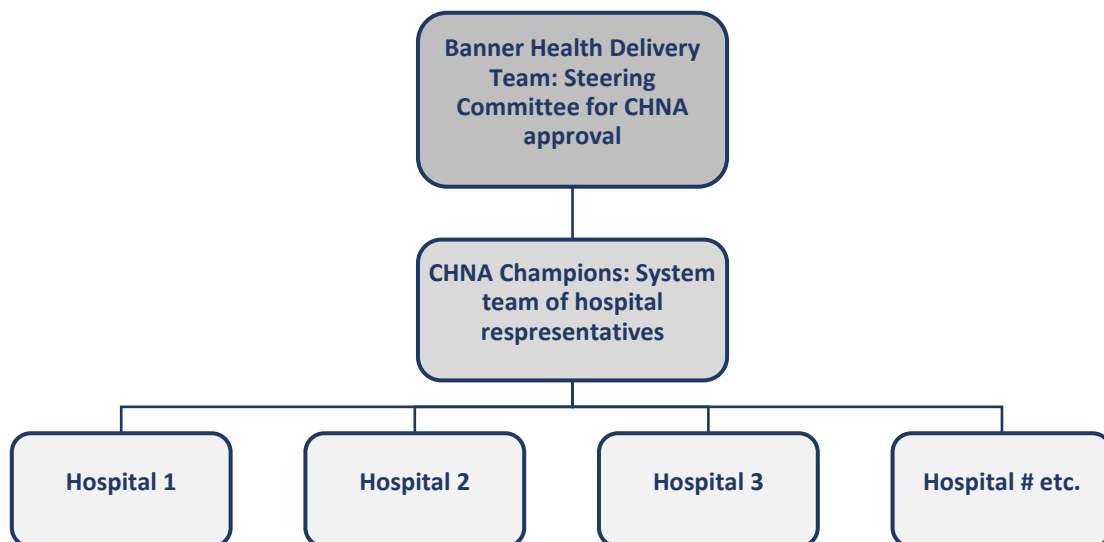 Banner Health Delivery
Team: Steering
Committee for CHNA
approval
CHNA Champions: System
team of hospital
respresentatives
Hospital 1
Hospital 2
Hospital 3
Hospital # etc.